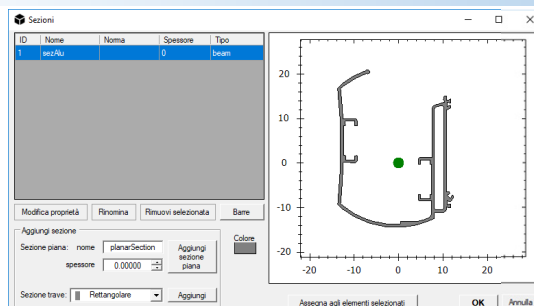 Sezioni
ID Nome Norma Spessore Tipo
1 sezAlu 0 beam
Modifica proprietà Rinomina Rimuovi selezionata Barre
Aggiungi sezione
Sezione piana: nome planarSection
spessore 0.00000
Aggiungi
sezione
piana
Colore
Sezione trave: Rettangolare Aggiungi
20
10
0
-10
-20
-20 -10 0 10 20
Assegna agli elementi selezionati OK Annulla